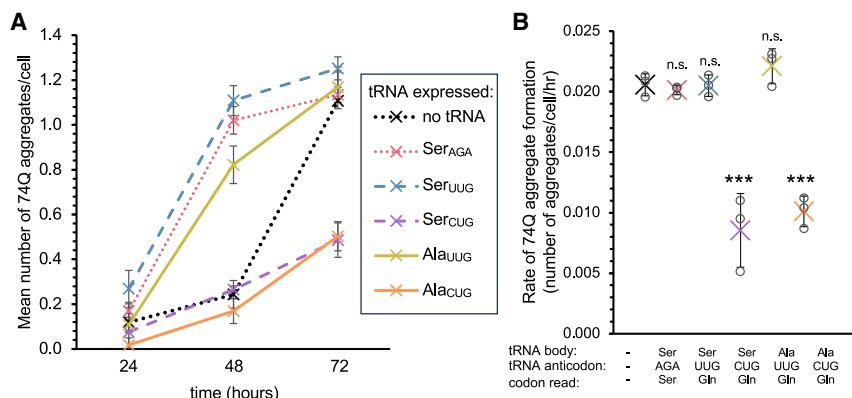 A
Mean number of 74Q aggregates/cell
1.4
1.2
1.0
0.8
0.6
0.4
0.2
0.0
24
48
72
time (hours)
tRNA expressed:
no tRNA
SerAGA
SerUUG
SerCUG
AlaUUG
AlaCUG
B
Rate of 74Q aggregate formation
(number of aggregates/cell/hr)
0.025
0.020
0.015
0.010
0.005
0.000
n.s.
n.s.
n.s.
***
***
tRNA body: - Ser Ser Ser Ala Ala
tRNA anticodon: - AGA UUG CUG UUG CUG
codon read: - Ser Gln Gln Gln Gln